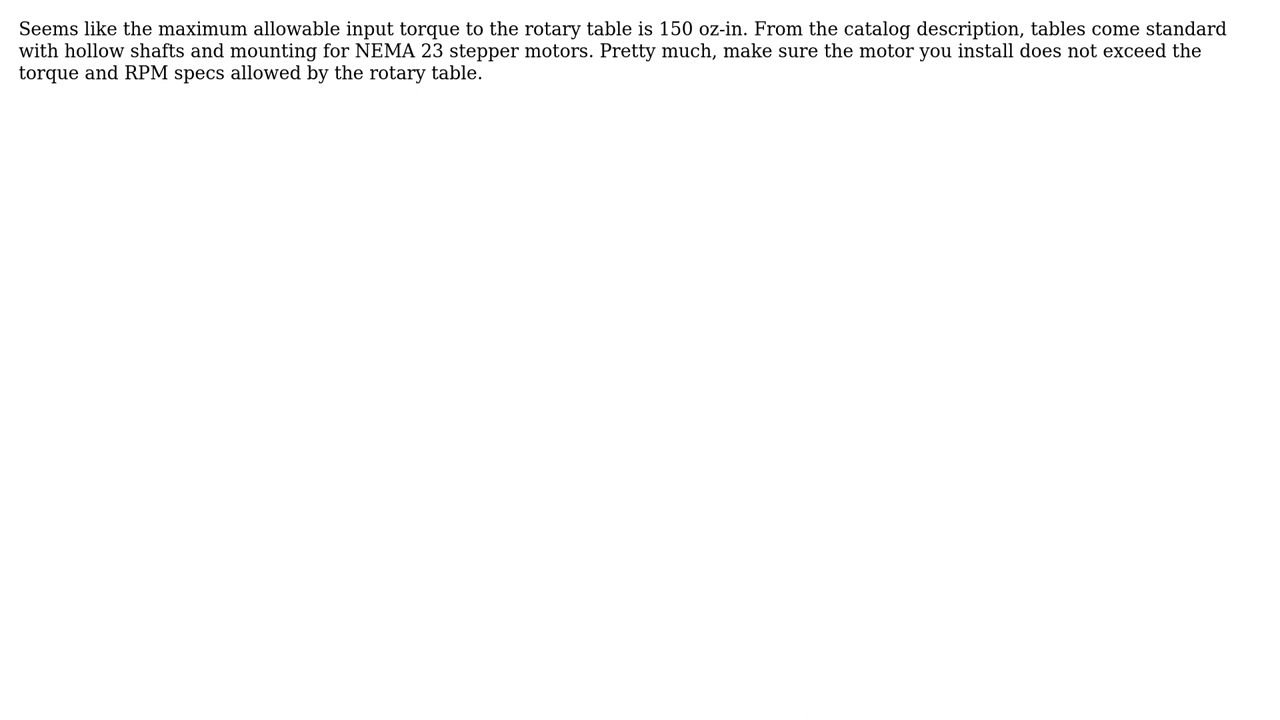 Seems like the maximum allowable input torque to the rotary table is 150 oz-in. From the catalog description, tables come standard
with hollow shafts and mounting for NEMA 23 stepper motors. Pretty much, make sure the motor you install does not exceed the
torque and RPM specs allowed by the rotary table.